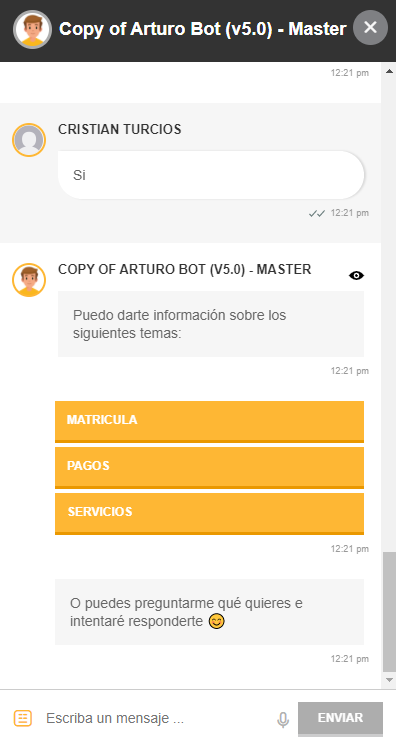 Copy of Arturo Bot (v5.0) - Master
12:21 pm
CRISTIAN TURCIOS
Si
12:21 pm
COPY OF ARTURO BOT (V5.0) - MASTER
Puedo darte información sobre los
siguientes temas:
12:21 pm
MATRICULA
PAGOS
SERVICIOS
12:21 pm
O puedes preguntarme qué quieres e
intentaré responderte 😊
12:21 pm
Escriba un mensaje ...
ENVIAR